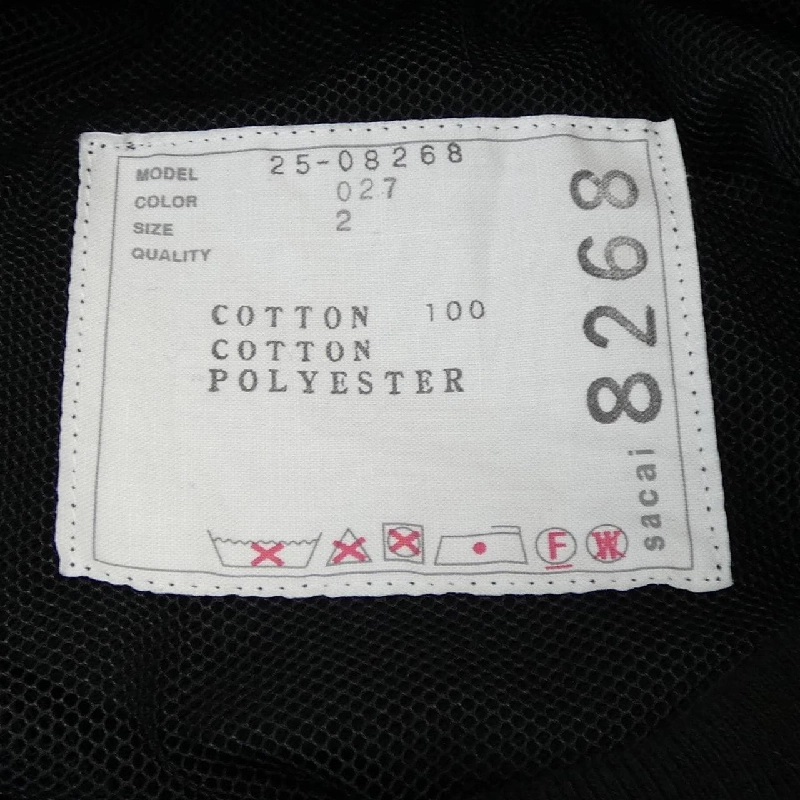 MODEL 25-08268
COLOR 027
SIZE 2
QUALITY
COTTON 100
COTTON
POLYESTER
F
W
sacai 8268